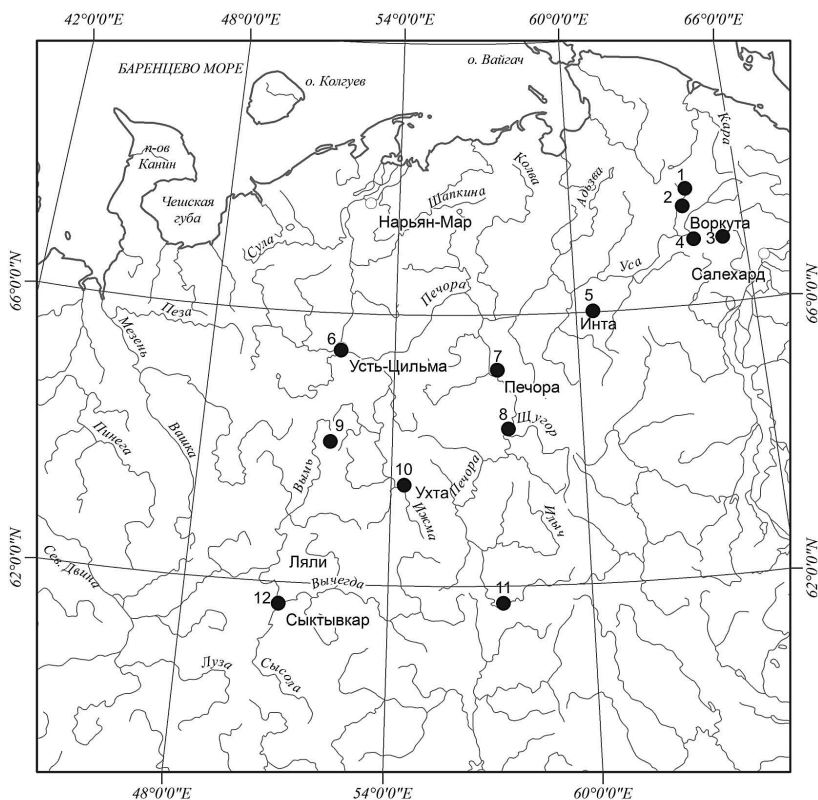 42°0'0"E 48°0'0"E 54°0'0"E 60°0'0"E 66°0'0"E
БАРЕНЦЕВО МОРЕ
о. Вайгач
о. Колгуев
Кара
п-ов
Канин
Колва
Адьзва
1
Шапкина
2
Чешская
губа
Нарьян-Мар
Воркута
3
4
Сула
Уса
Салехард
66°0'0"N
66°0'0"N
Печора
5
Пеза
Инта
Мезень
6
Усть-Цильма
7
Печора
8
Щугор
Пинега
Вашка
9
Вымь
10
Ухта
Печора
Ижма
Илыч
62°0'0"N
62°0'0"N
Сев. Двина
Ляли
Вычегда
12
11
Сыктывкар
Луза
Сысола
48°0'0"E 54°0'0"E 60°0'0"E